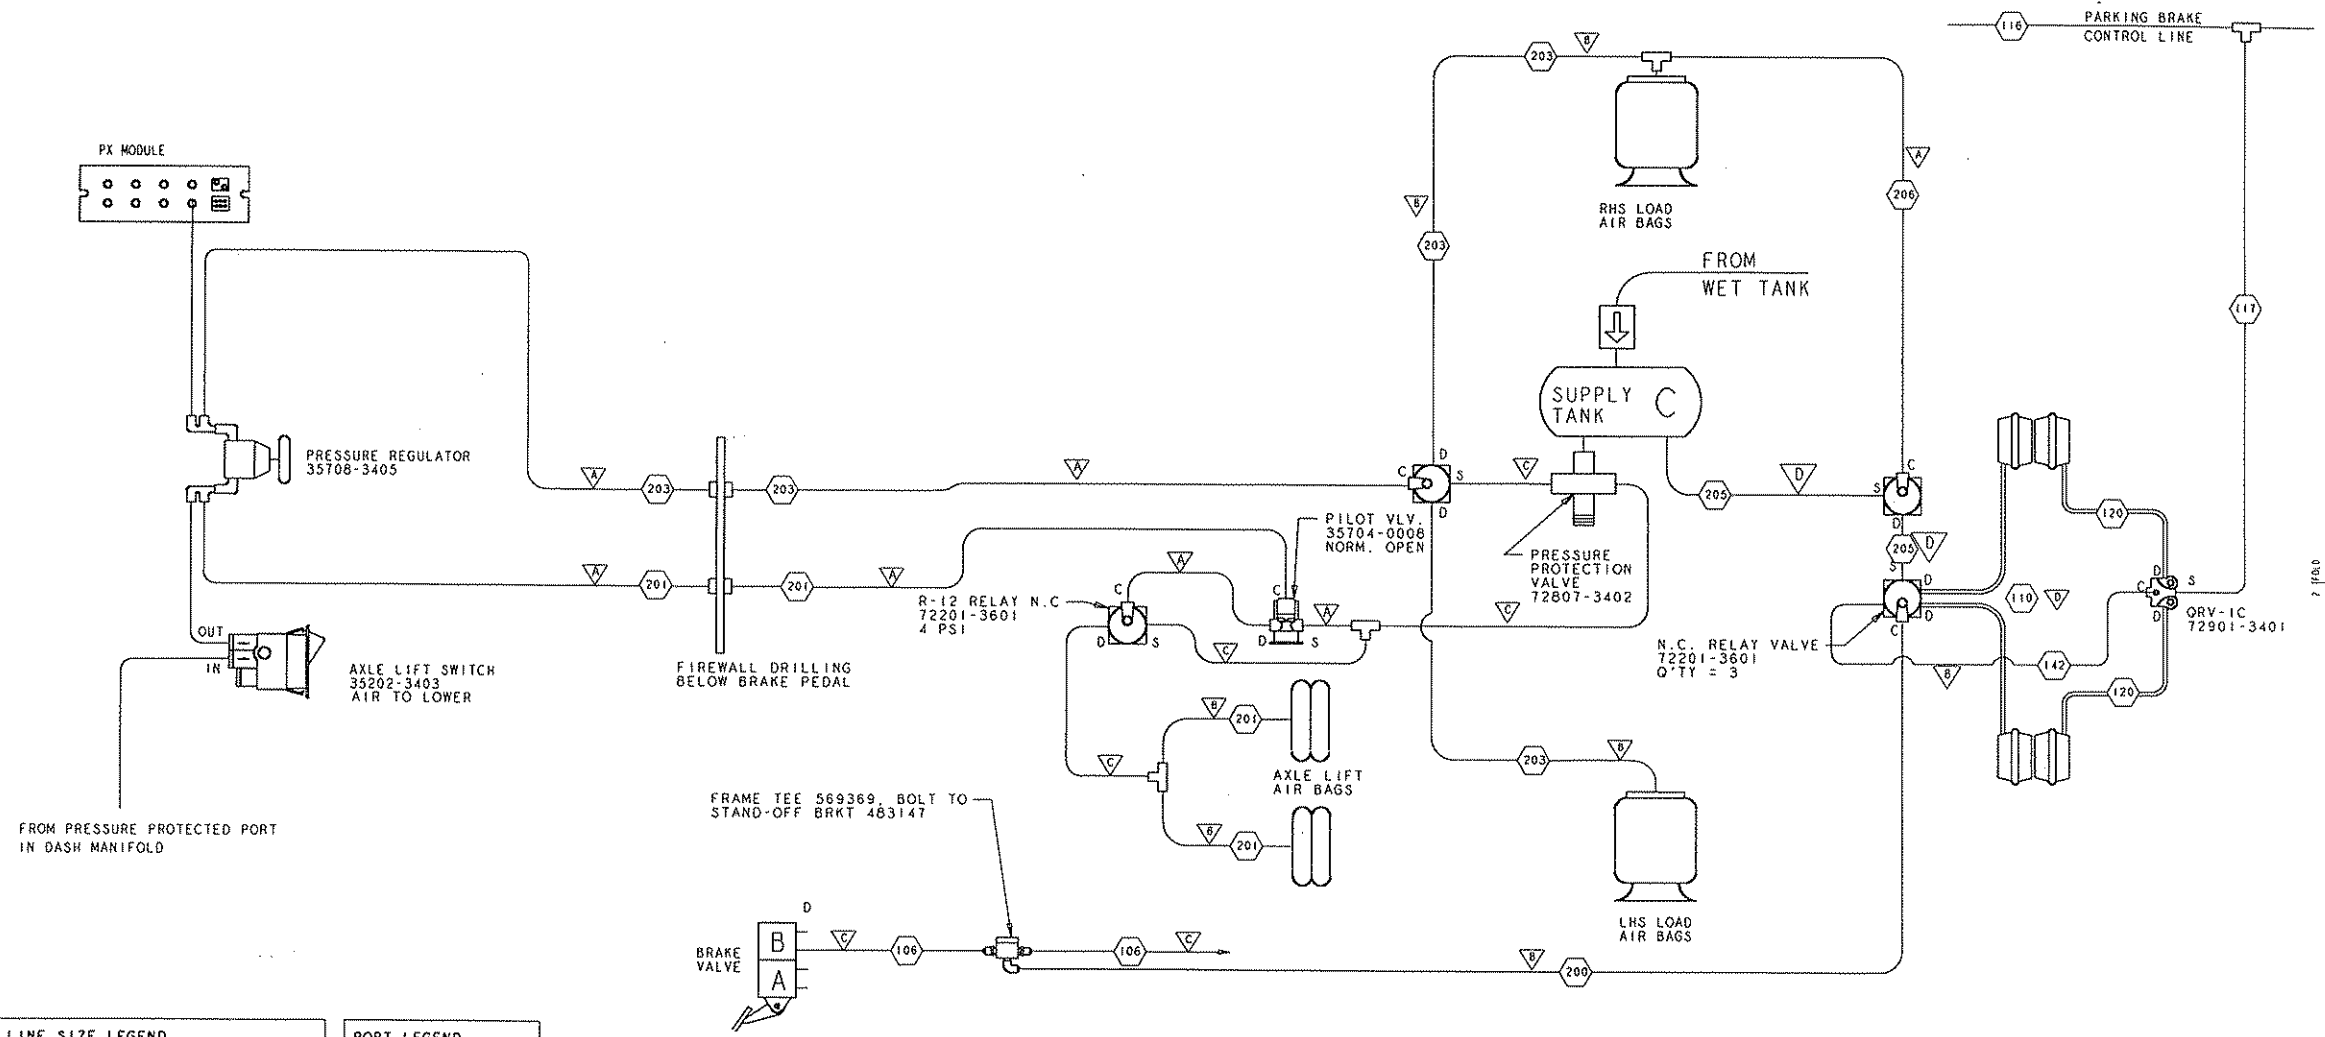 116
PARKING BRAKE
CONTROL LINE
203
B
PX MODULE
A
206
B
203
RHS LOAD
AIR BAGS
FROM
WET TANK
117
SUPPLY
TANK
C
PRESSURE REGULATOR
35708-3405
A
203
203
A
C
D
S
D
C
205
D
S
C
D
205
D
S
120
PILOT VLV.
35704-0008
NORM. OPEN
PRESSURE
PROTECTION
VALVE
72807-3402
A
201
201
A
R-12 RELAY N.C
72201-3601
4 PSI
C
D
S
A
C
D
S
A
C
C
D
D
C
110
D
C
D
S
D
QRV-1C
72901-3401
N.C. RELAY VALVE
72201-3601
Q'TY = 3
B
142
120
OUT
IN
AXLE LIFT SWITCH
35202-3403
AIR TO LOWER
FIREWALL DRILLING
BELOW BRAKE PEDAL
B
201
C
AXLE LIFT
AIR BAGS
203
B
B
201
FRAME TEE 569369, BOLT TO
STAND-OFF BRKT 483147
FROM PRESSURE PROTECTED PORT
IN DASH MANIFOLD
LHS LOAD
AIR BAGS
D
BRAKE
VALVE
B
A
C
106
106
C
B
200
LINE SIZE LEGEND
PORT LEGEND